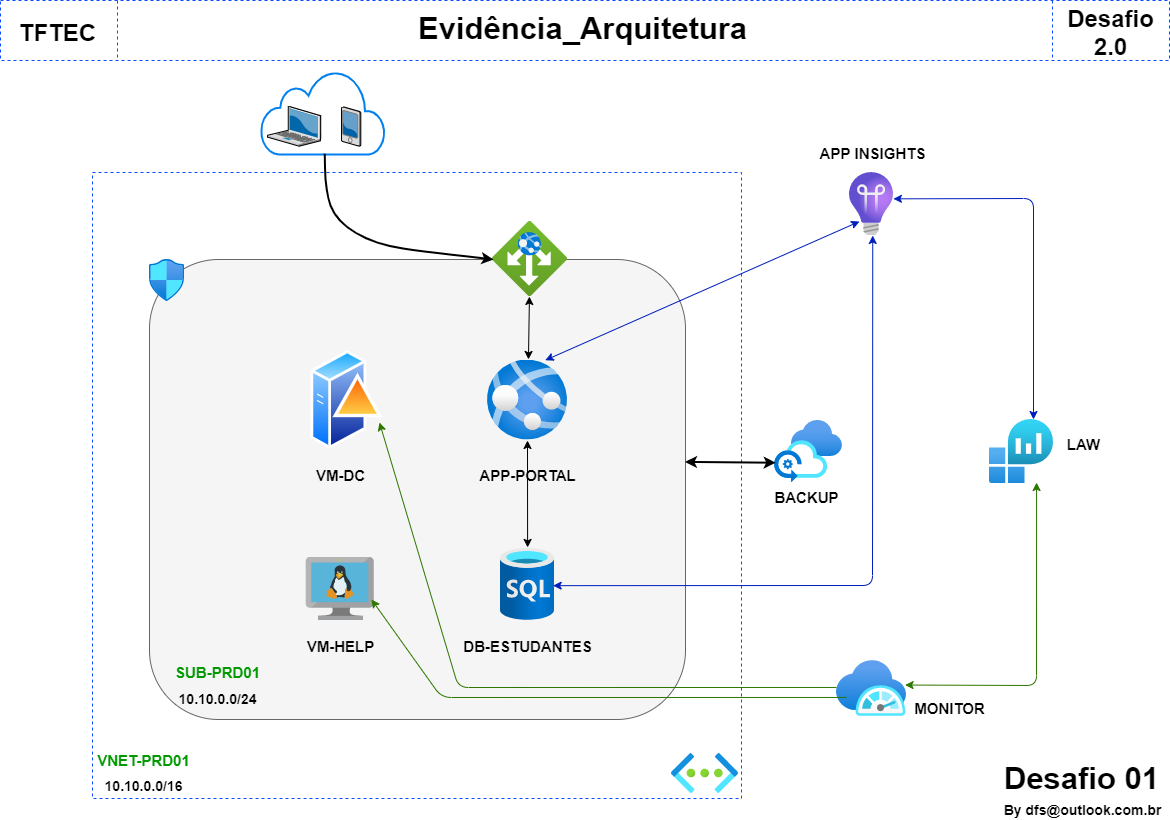 TFTEC
Evidência_Arquitetura
Desafio
2.0
APP INSIGHTS
VM-DC
APP-PORTAL
LAW
BACKUP
SQL
VM-HELP
DB-ESTUDANTES
SUB-PRD01
10.10.0.0/24
MONITOR
VNET-PRD01
10.10.0.0/16
Desafio 01
By dfs@outlook.com.br